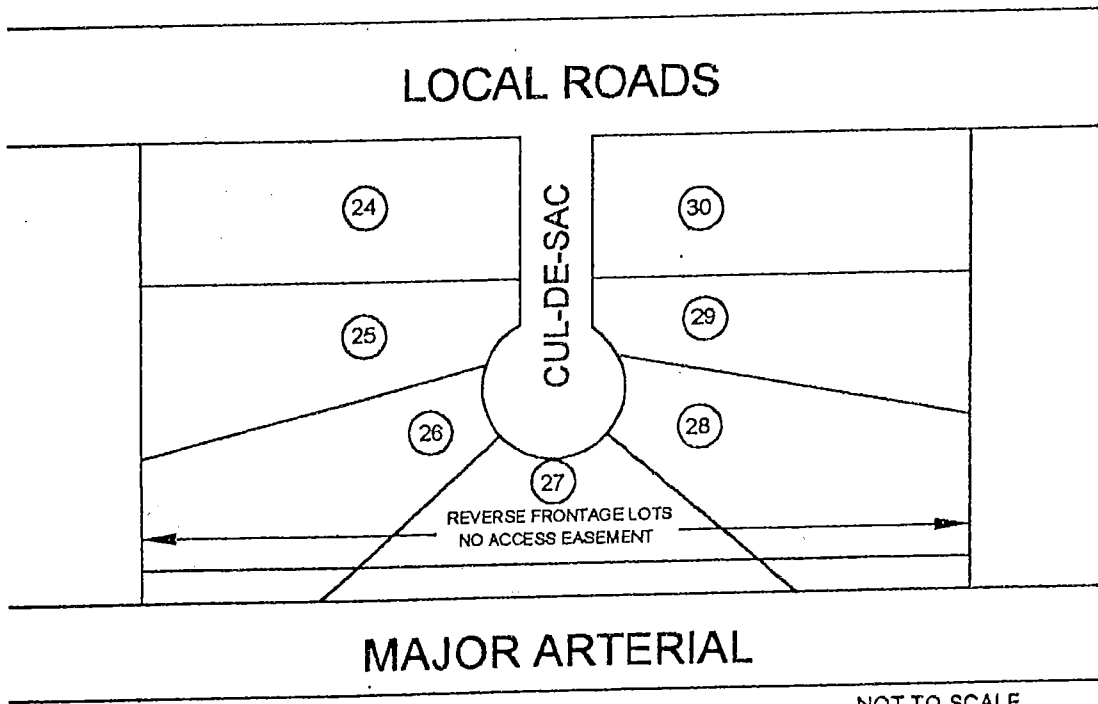 LOCAL ROADS
24
30
CUL-DE-SAC
25
29
26
28
27
REVERSE FRONTAGE LOTS
NO ACCESS EASEMENT
MAJOR ARTERIAL
NOT TO SCALE